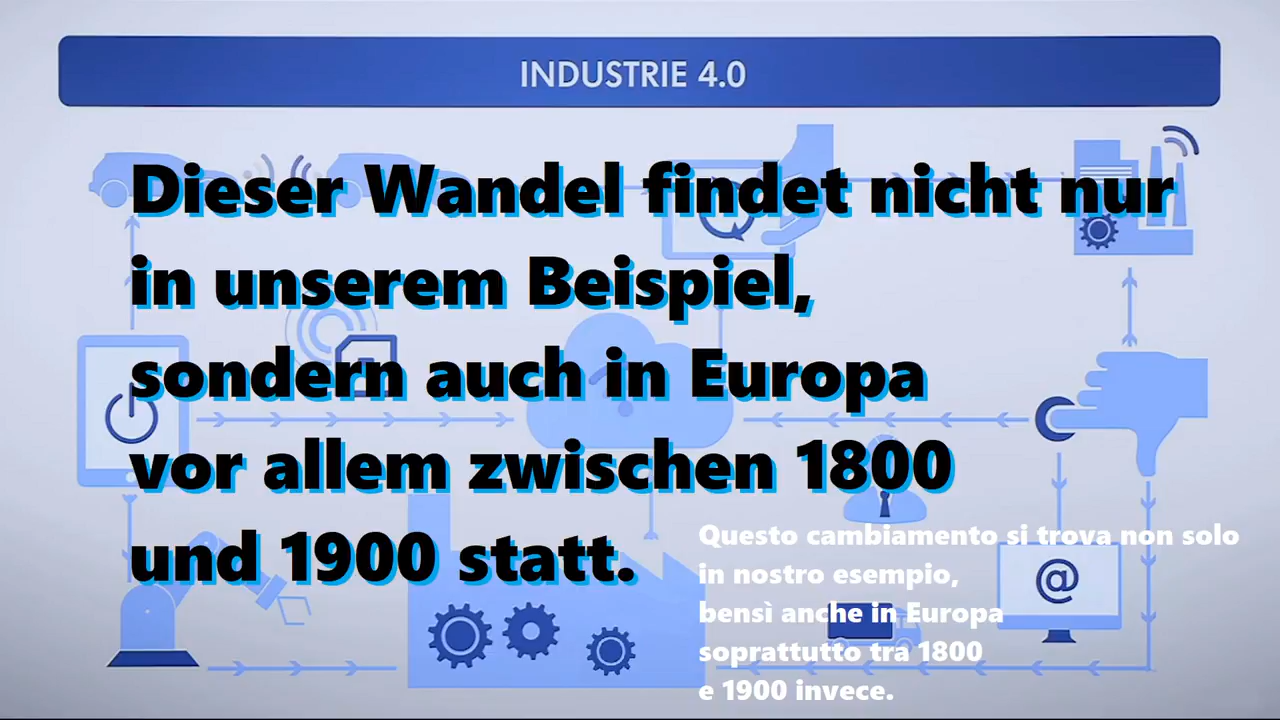 INDUSTRIE 4.0
Dieser Wandel findet nicht nur
in unserem Beispiel,
sondern auch in Europa
vor allem zwischen 1800
und 1900 statt.
Questo cambiamento si trova non solo
in nostro esempio,
bensì anche in Europa
soprattutto tra 1800
e 1900 invece.
@